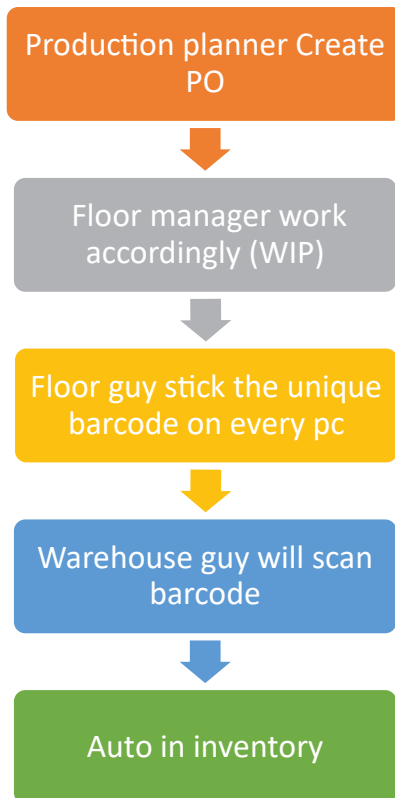 Production planner Create
PO
Floor manager work
accordingly (WIP)
Floor guy stick the unique
barcode on every pc
Warehouse guy will scan
barcode
Auto in inventory